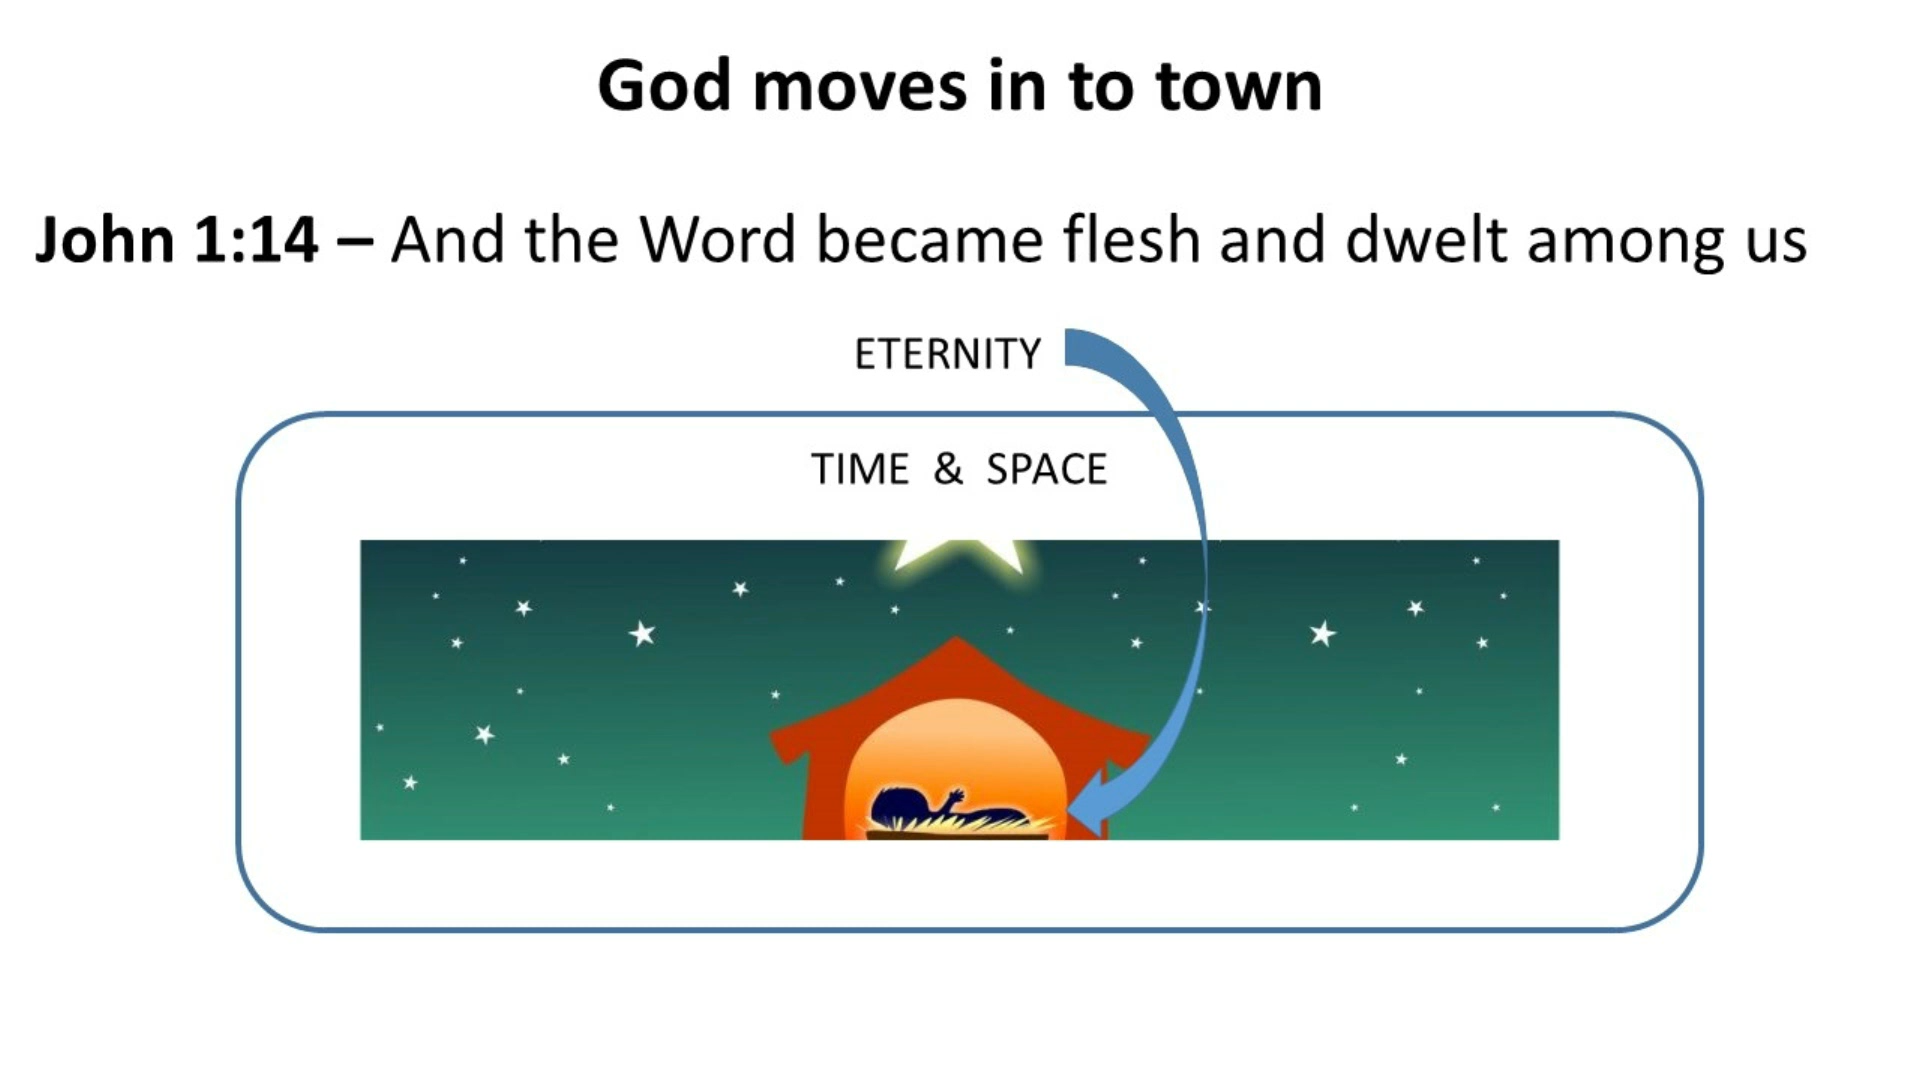 God moves in to town
John 1:14 – And the Word became flesh and dwelt among us
ETERNITY
TIME & SPACE